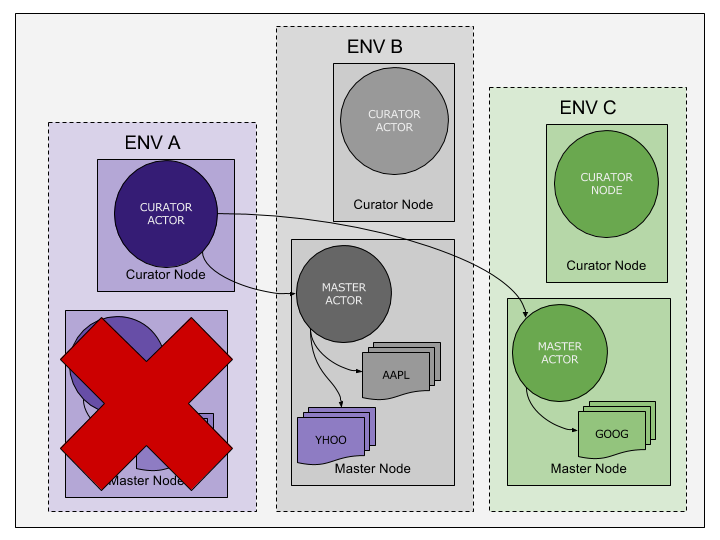 ENV A
CURATOR
ACTOR
Curator Node
Master Node
ENV B
CURATOR
ACTOR
Curator Node
MASTER
ACTOR
AAPL
YHOO
Master Node
ENV C
CURATOR
NODE
Curator Node
MASTER
ACTOR
GOOG
Master Node